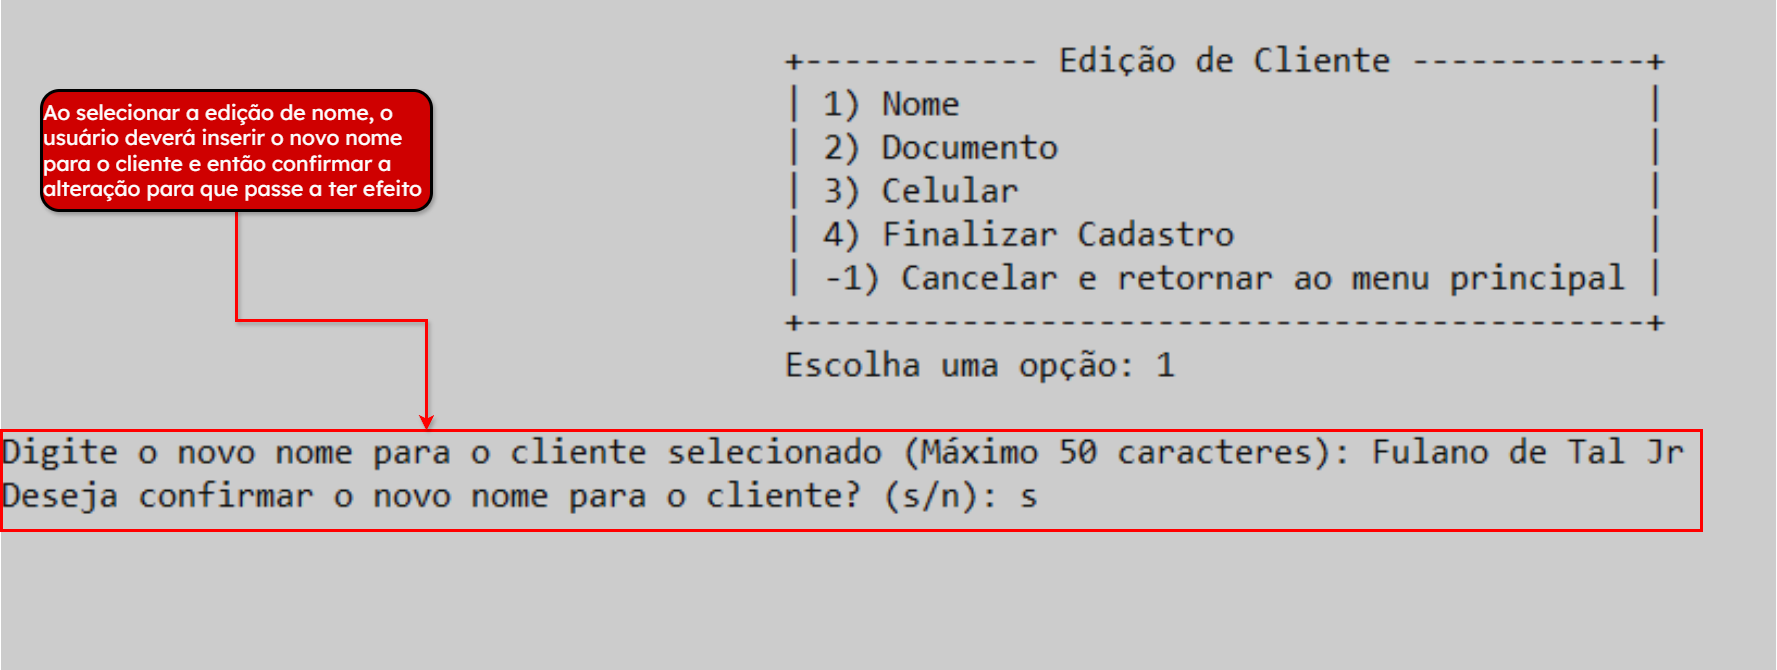 +------------ Edição de Cliente ------------+
| 1) Nome |
| 2) Documento |
| 3) Celular |
| 4) Finalizar Cadastro |
| -1) Cancelar e retornar ao menu principal |
+-------------------------------------------+
Escolha uma opção: 1
Ao selecionar a edição de nome, o
usuário deverá inserir o novo nome
para o cliente e então confirmar a
alteração para que passe a ter efeito
Digite o novo nome para o cliente selecionado (Máximo 50 caracteres): Fulano de Tal Jr
Deseja confirmar o novo nome para o cliente? (s/n): s